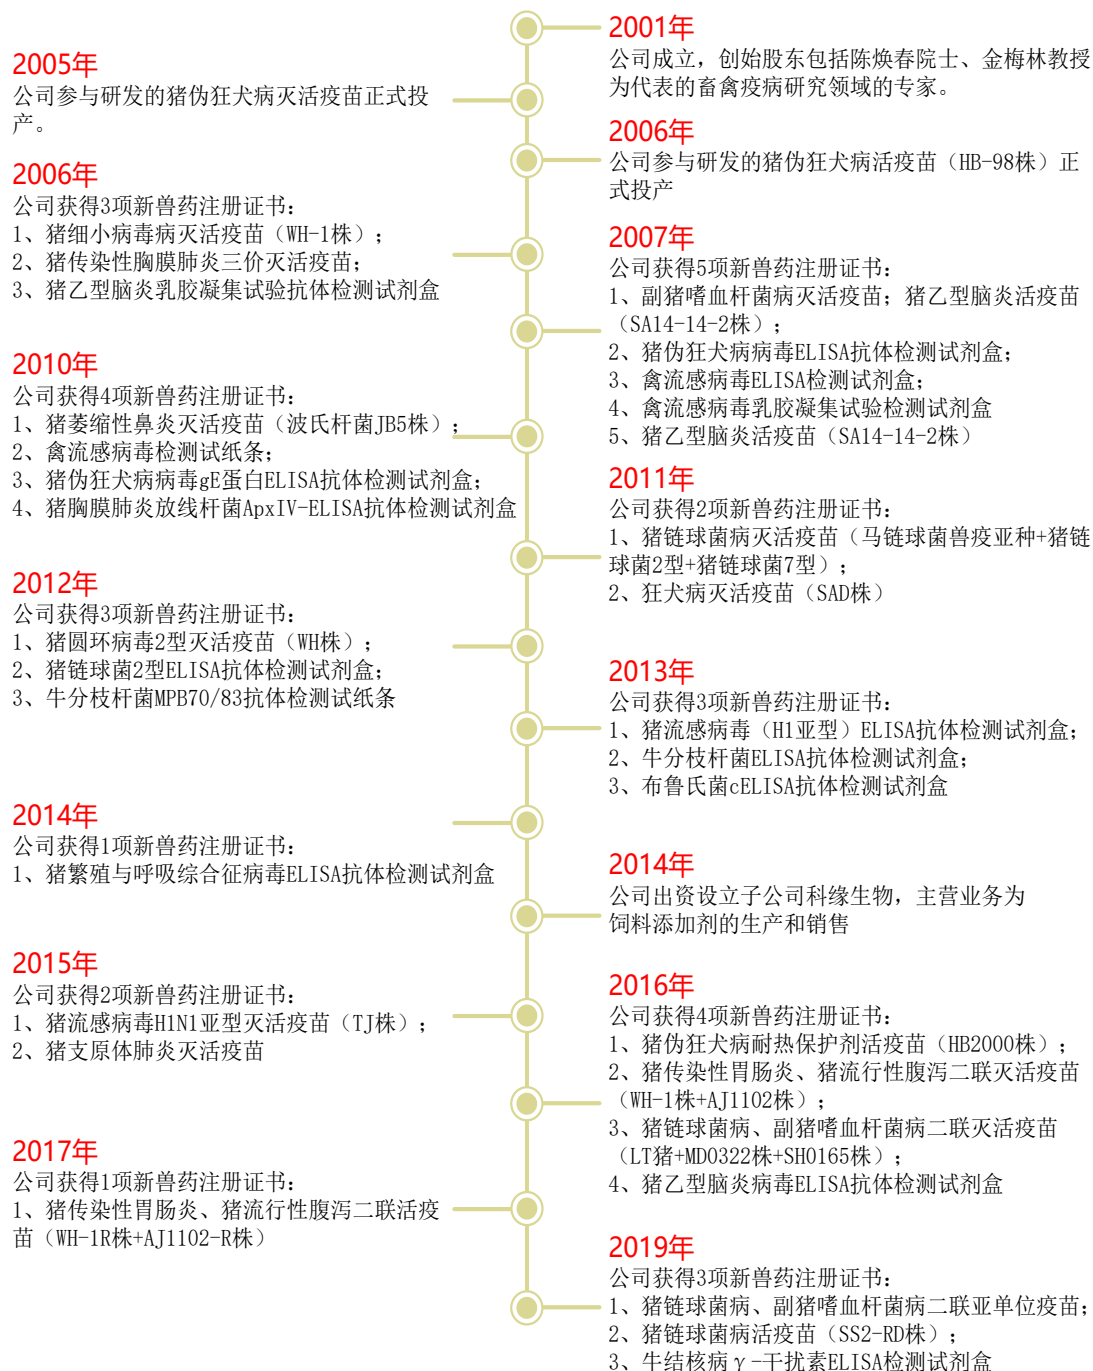 2001年
公司成立，创始股东包括陈焕春院士、金梅林教授
为代表的畜禽疫病研究领域的专家。
2005年
公司参与研发的猪伪狂犬病灭活疫苗正式投
产。
2006年
公司参与研发的猪伪狂犬病活疫苗（HB-98株）正
式投产
2006年
公司获得3项新兽药注册证书：
1、猪细小病毒病灭活疫苗（WH-1株）；
2、猪传染性胸膜肺炎三价灭活疫苗；
3、猪乙型脑炎乳胶凝集试验抗体检测试剂盒
2007年
公司获得5项新兽药注册证书：
1、副猪嗜血杆菌病灭活疫苗；猪乙型脑炎活疫苗
（SA14-14-2株）；
2、猪伪狂犬病病毒ELISA抗体检测试剂盒；
3、禽流感病毒ELISA检测试剂盒；
4、禽流感病毒乳胶凝集试验检测试剂盒
5、猪乙型脑炎活疫苗（SA14-14-2株）
2010年
公司获得4项新兽药注册证书：
1、猪萎缩性鼻炎灭活疫苗（波氏杆菌JB5株）；
2、禽流感病毒检测试纸条；
3、猪伪狂犬病病毒gE蛋白ELISA抗体检测试剂盒；
4、猪胸膜肺炎放线杆菌ApxIV-ELISA抗体检测试剂盒
2011年
公司获得2项新兽药注册证书：
1、猪链球菌病灭活疫苗（马链球菌兽疫亚种+猪链
球菌2型+猪链球菌7型）；
2、狂犬病灭活疫苗（SAD株）
2012年
公司获得3项新兽药注册证书：
1、猪圆环病毒2型灭活疫苗（WH株）；
2、猪链球菌2型ELISA抗体检测试剂盒；
3、牛分枝杆菌MPB70/83抗体检测试纸条
2013年
公司获得3项新兽药注册证书：
1、猪流感病毒（H1亚型）ELISA抗体检测试剂盒；
2、牛分枝杆菌ELISA抗体检测试剂盒；
3、布鲁氏菌cELISA抗体检测试剂盒
2014年
公司获得1项新兽药注册证书：
1、猪繁殖与呼吸综合征病毒ELISA抗体检测试剂盒
2014年
公司出资设立子公司科缘生物，主营业务为
饲料添加剂的生产和销售
2015年
公司获得2项新兽药注册证书：
1、猪流感病毒H1N1亚型灭活疫苗（TJ株）；
2、猪支原体肺炎灭活疫苗
2016年
公司获得4项新兽药注册证书：
1、猪伪狂犬病耐热保护剂活疫苗（HB2000株）；
2、猪传染性胃肠炎、猪流行性腹泻二联灭活疫苗
（WH-1株+AJ1102株）；
3、猪链球菌病、副猪嗜血杆菌病二联灭活疫苗
（LT猪+MD0322株+SH0165株）；
4、猪乙型脑炎病毒ELISA抗体检测试剂盒
2017年
公司获得1项新兽药注册证书：
1、猪传染性胃肠炎、猪流行性腹泻二联活疫
苗（WH-1R株+AJ1102-R株）
2019年
公司获得3项新兽药注册证书：
1、猪链球菌病、副猪嗜血杆菌病二联亚单位疫苗；
2、猪链球菌病活疫苗（SS2-RD株）；
3、牛结核病γ-干扰素ELISA检测试剂盒